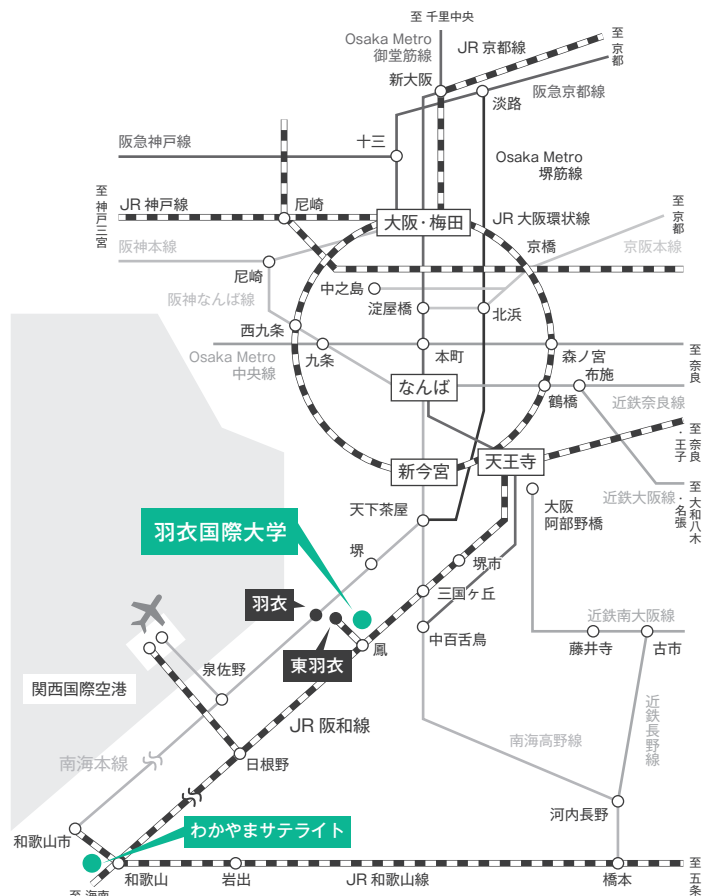 至 千里中央
Osaka Metro
御堂筋線
JR 京都線
至 京都
新大阪
淡路
阪急京都線
阪急神戸線
十三
Osaka Metro
堺筋線
至 神戸三宮
JR 神戸線
尼崎
大阪・梅田
JR 大阪環状線
至 京都
京橋
京阪本線
阪神本線
尼崎
中之島
阪神なんば線
淀屋橋
北浜
西九条
Osaka Metro
中央線
九条
本町
森ノ宮
至 奈良
布施
なんば
鶴橋
近鉄奈良線
至 奈良・王子
新今宮
天王寺
近鉄大阪線
至 大和八木・名張
大阪
阿部野橋
天下茶屋
羽衣国際大学
堺
堺市
羽衣
三国ヶ丘
近鉄南大阪線
東羽衣
鳳
中百舌鳥
藤井寺
古市
泉佐野
関西国際空港
JR 阪和線
近鉄長野線
南海高野線
南海本線
日根野
河内長野
和歌山市
わかやまサテライト
和歌山
岩出
JR 和歌山線
橋本
至 五条
至 海南